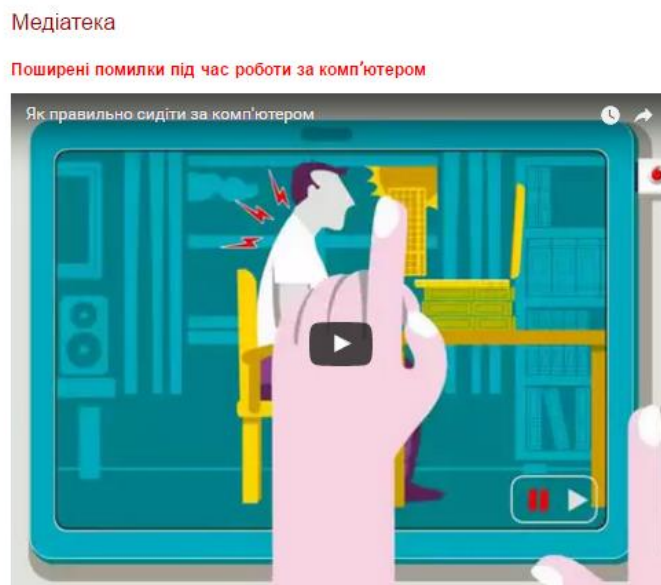 Медіатека
Поширені помилки під час роботи за комп'ютером
Як правильно сидіти за комп'ютером